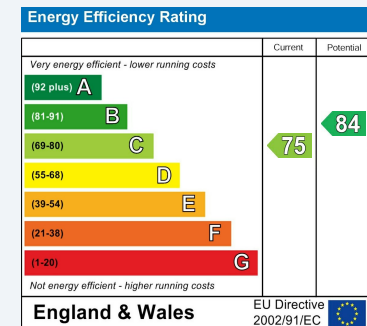 Energy Efficiency Rating
Current Potential
Very energy efficient - lower running costs
(92 plus) A
(81-91) B
84
(69-80) C
75
(55-68) D
(39-54) E
(21-38) F
(1-20) G
Not energy efficient - higher running costs
England & Wales
EU Directive
2002/91/EC